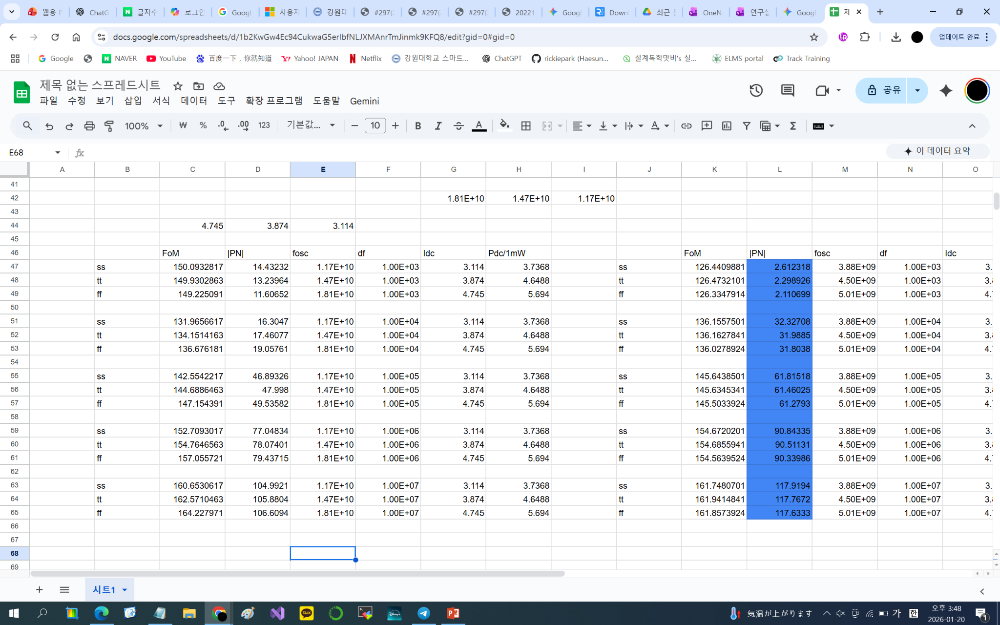 웹용 ChatG 글자수 로그인 Googl 사용자 강원대 #297( #297( #297( 20221 Googl Down 최근 OneN 연구실 Googl 제
docs.google.com/spreadsheets/d/1b2KwGw4Ec94CukwaG5erIbfNLJXMAnrTmJinmk9KFQ8/edit?gid=0#gid=0 업데이트 완료
Google NAVER YouTube 百度一下，你就知道 Yahoo! JAPAN Netflix 강원대학교 스마트... ChatGPT rickiepark (Haesun... 설계독학맛비's 실... ELMS portal Track Training
제목 없는 스프레드시트
파일 수정 보기 삽입 서식 데이터 도구 확장 프로그램 도움말 Gemini
공유
100% ₩ % .0 .00 123 기본값... 10 B I A
E68 fx 이 데이터 요약
A B C D E F G H I J K L M N O
41
42 1.81E+10 1.47E+10 1.17E+10
43
44 4.745 3.874 3.114
45
46 FoM |PN| fosc df Idc Pdc/1mW FoM |PN| fosc df Idc
47 ss 150.0932817 14.43232 1.17E+10 1.00E+03 3.114 3.7368 ss 126.4409881 2.612318 3.88E+09 1.00E+03 3.
48 tt 149.9302863 13.23964 1.47E+10 1.00E+03 3.874 4.6488 tt 126.4732101 2.298926 4.50E+09 1.00E+03 3.8
49 ff 149.225091 11.60652 1.81E+10 1.00E+03 4.745 5.694 ff 126.3347914 2.110699 5.01E+09 1.00E+03 4.
50
51 ss 131.9656617 16.3047 1.17E+10 1.00E+04 3.114 3.7368 ss 136.1557501 32.32708 3.88E+09 1.00E+04 3.
52 tt 134.1514163 17.46077 1.47E+10 1.00E+04 3.874 4.6488 tt 136.1627841 31.9885 4.50E+09 1.00E+04 3.8
53 ff 136.676181 19.05761 1.81E+10 1.00E+04 4.745 5.694 ff 136.0278924 31.8038 5.01E+09 1.00E+04 4.
54
55 ss 142.5542217 46.89326 1.17E+10 1.00E+05 3.114 3.7368 ss 145.6438501 61.81518 3.88E+09 1.00E+05 3.
56 tt 144.6886463 47.998 1.47E+10 1.00E+05 3.874 4.6488 tt 145.6345341 61.46025 4.50E+09 1.00E+05 3.8
57 ff 147.154391 49.53582 1.81E+10 1.00E+05 4.745 5.694 ff 145.5033924 61.2793 5.01E+09 1.00E+05 4.
58
59 ss 152.7093017 77.04834 1.17E+10 1.00E+06 3.114 3.7368 ss 154.6720201 90.84335 3.88E+09 1.00E+06 3.
60 tt 154.7646563 78.07401 1.47E+10 1.00E+06 3.874 4.6488 tt 154.6855941 90.51131 4.50E+09 1.00E+06 3.8
61 ff 157.055721 79.43715 1.81E+10 1.00E+06 4.745 5.694 ff 154.5639524 90.33986 5.01E+09 1.00E+06 4.
62
63 ss 160.6530617 104.9921 1.17E+10 1.00E+07 3.114 3.7368 ss 161.7480701 117.9194 3.88E+09 1.00E+07 3.
64 tt 162.5710463 105.8804 1.47E+10 1.00E+07 3.874 4.6488 tt 161.9414841 117.7672 4.50E+09 1.00E+07 3.8
65 ff 164.227971 106.6094 1.81E+10 1.00E+07 4.745 5.694 ff 161.8573924 117.6333 5.01E+09 1.00E+07 4.
66
67
68
69
시트1
TALK Disney+ 気温が上がります 가 한 오후 3:48
2026-01-20 1